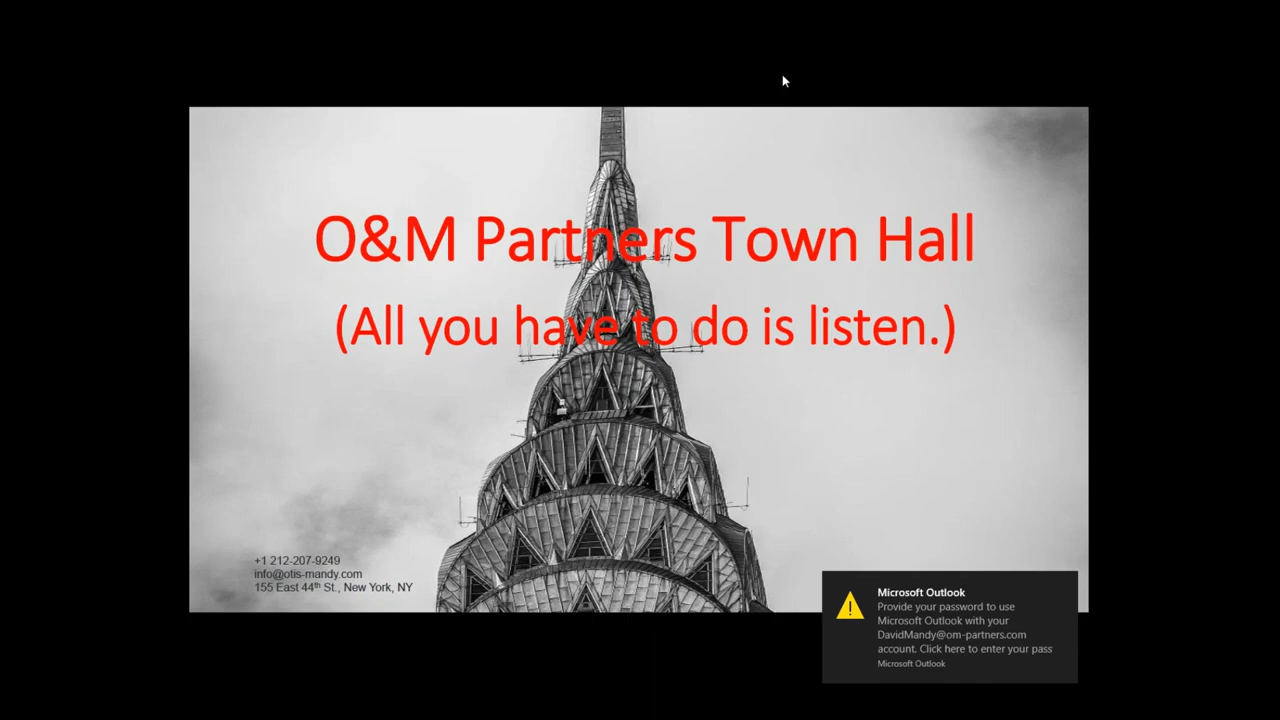 O&M Partners Town Hall
(All you have to do is listen.)
+1 212-207-9249
info@otis-mandy.com
155 East 44th St., New York, NY
Microsoft Outlook
Provide your password to use
Microsoft Outlook with your
DavidMandy@om-partners.com
account. Click here to enter your pass
Microsoft Outlook